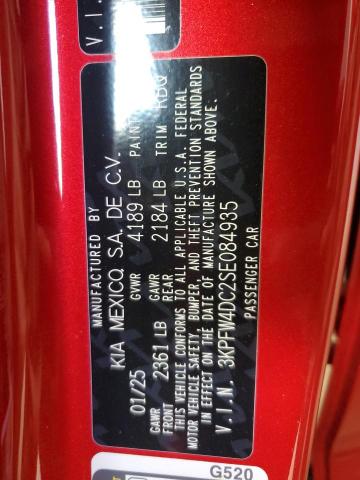 MANUFACTURED BY
KIA MEXICO, S.A. DE C.V.
01/25 GVWR 4189 LB PAINT
GAWR FRONT 2361 LB GAWR REAR 2184 LB TRIM RBQ
THIS VEHICLE CONFORMS TO ALL APPLICABLE U.S.A. FEDERAL
MOTOR VEHICLE SAFETY, BUMPER, AND THEFT PREVENTION STANDARDS
IN EFFECT ON THE DATE OF MANUFACTURE SHOWN ABOVE.
V.I.N. 3KPFW4DC2SE084935
PASSENGER CAR
V.I.
G520